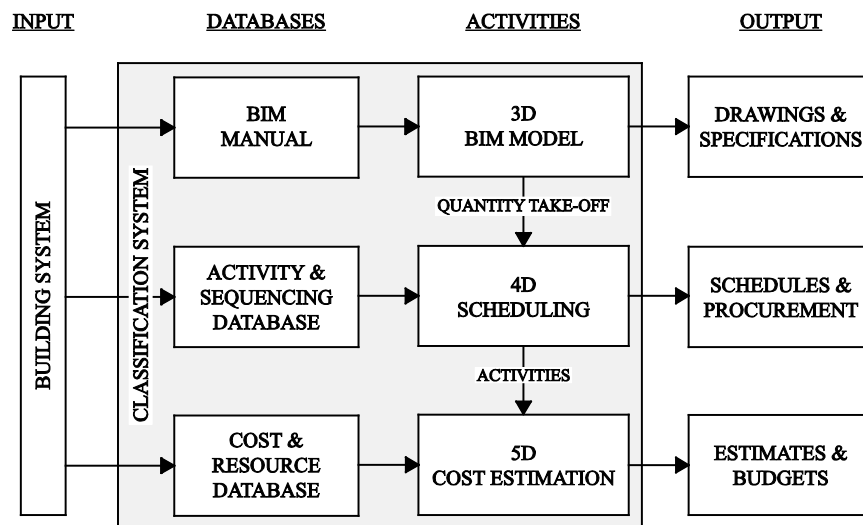 INPUT
DATABASES
ACTIVITIES
OUTPUT
BUILDING SYSTEM
CLASSIFICATION SYSTEM
BIM
MANUAL
3D
BIM MODEL
DRAWINGS &
SPECIFICATIONS
QUANTITY TAKE-OFF
ACTIVITY &
SEQUENCING
DATABASE
4D
SCHEDULING
SCHEDULES &
PROCUREMENT
ACTIVITIES
COST &
RESOURCE
DATABASE
5D
COST ESTIMATION
ESTIMATES &
BUDGETS